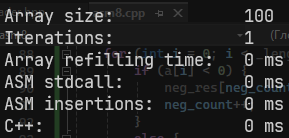 Array size: 100
Iterations: 1
Array refilling time: 0 ms
ASM stdcall: 0 ms
ASM insertions: 0 ms
C++: 0 ms